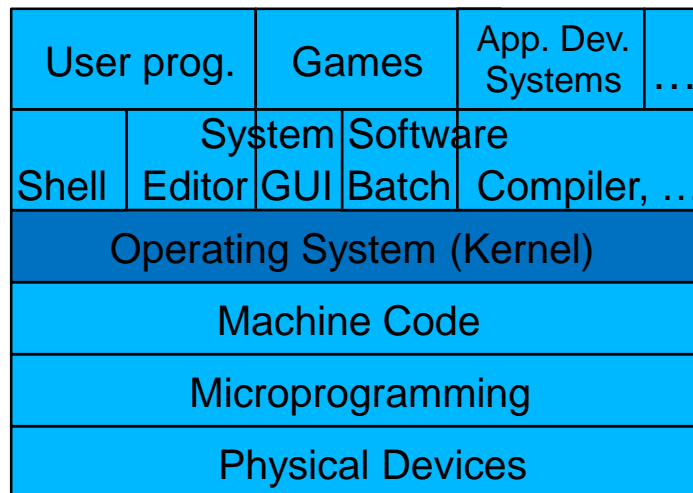 User prog. Games App. Dev. Systems …
System Software
Shell Editor GUI Batch Compiler, …
Operating System (Kernel)
Machine Code
Microprogramming
Physical Devices